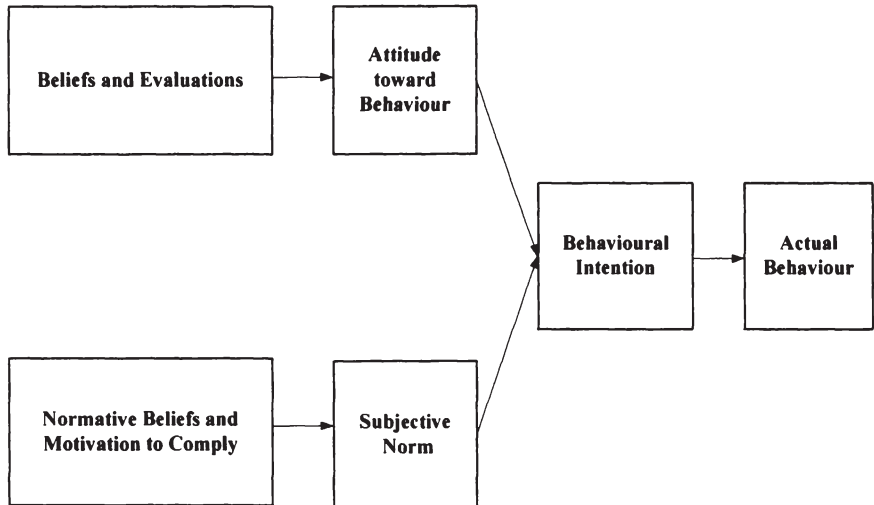 Beliefs and Evaluations
Attitude
toward
Behaviour
Behavioural
Intention
Actual
Behaviour
Normative Beliefs and
Motivation to Comply
Subjective
Norm